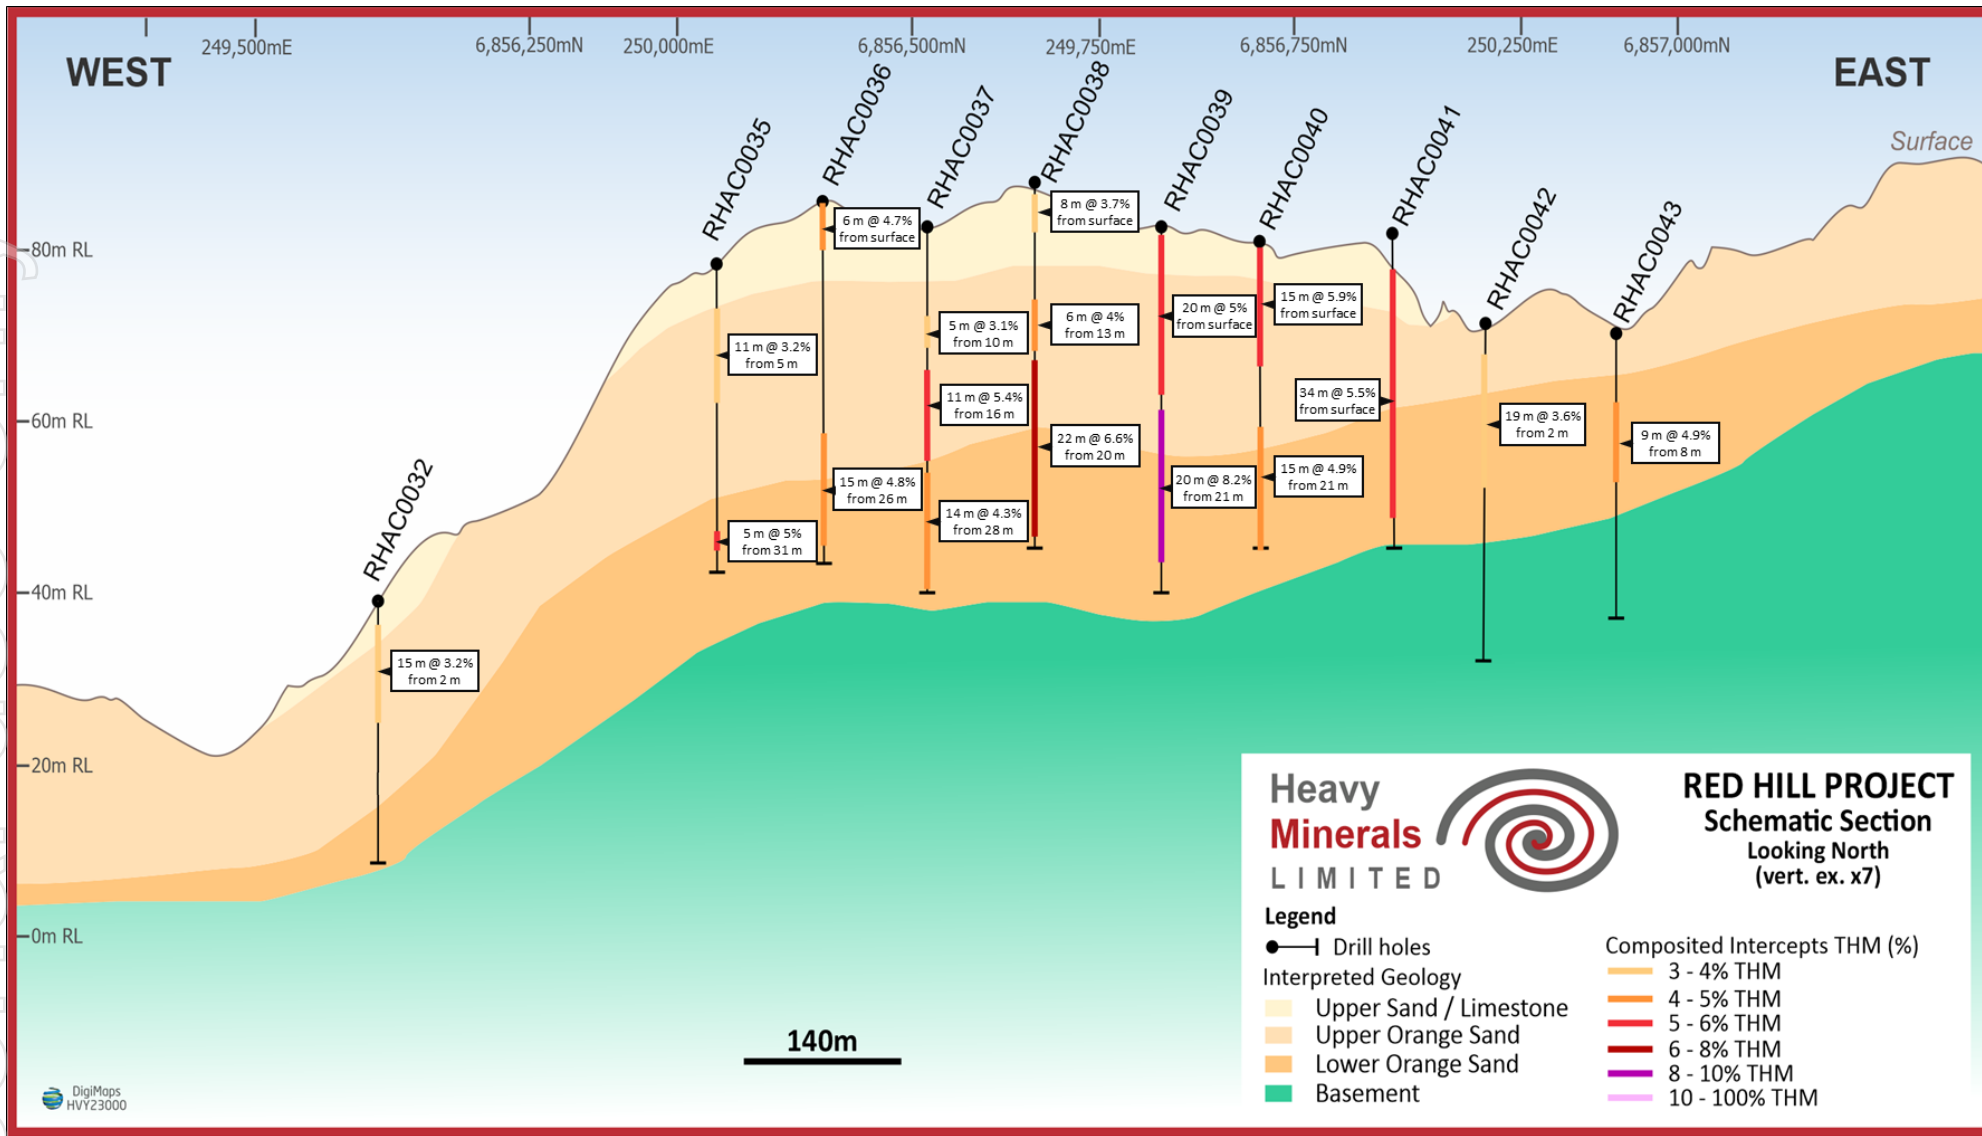 249,500mE
6,856,250mN
250,000mE
6,856,500mN
249,750mE
6,856,750mN
250,250mE
6,857,000mN
WEST
EAST
Surface
80m RL
60m RL
40m RL
20m RL
0m RL
RHAC0032
RHAC0035
RHAC0036
RHAC0037
RHAC0038
RHAC0039
RHAC0040
RHAC0041
RHAC0042
RHAC0043
15 m @ 3.2%
from 2 m
11 m @ 3.2%
from 5 m
5 m @ 5%
from 31 m
6 m @ 4.7%
from surface
15 m @ 4.8%
from 26 m
5 m @ 3.1%
from 10 m
11 m @ 5.4%
from 16 m
14 m @ 4.3%
from 28 m
8 m @ 3.7%
from surface
6 m @ 4%
from 13 m
22 m @ 6.6%
from 20 m
20 m @ 5%
from surface
20 m @ 8.2%
from 21 m
15 m @ 5.9%
from surface
15 m @ 4.9%
from 21 m
34 m @ 5.5%
from surface
19 m @ 3.6%
from 2 m
9 m @ 4.9%
from 8 m
Heavy
Minerals
LIMITED
RED HILL PROJECT
Schematic Section
Looking North
(vert. ex. x7)
Legend
Drill holes
Interpreted Geology
Upper Sand / Limestone
Upper Orange Sand
Lower Orange Sand
Basement
Composited Intercepts THM (%)
3 - 4% THM
4 - 5% THM
5 - 6% THM
6 - 8% THM
8 - 10% THM
10 - 100% THM
140m
DigiMaps
HVY23000